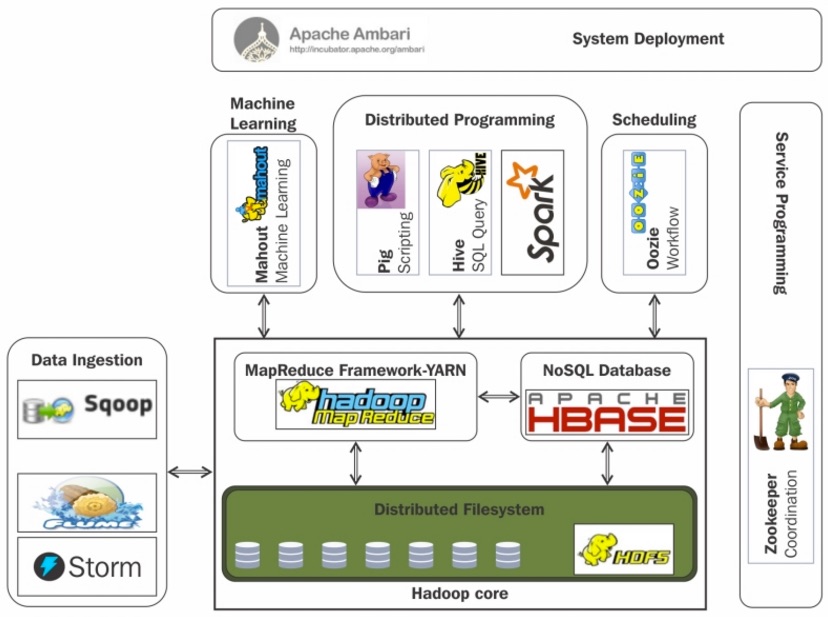 Apache Ambari
http://incubator.apache.org/ambari
System Deployment
Machine
Learning
mahout
Mahout
Machine Learning
Distributed Programming
Pig
Scripting
HIVE
Hive
SQL Query
Spark
Scheduling
OOZIE
Oozie
Workflow
Service Programming
Zookeeper
Coordination
Data Ingestion
Sqoop
FLUME
Storm
MapReduce Framework-YARN
hadoop
Map Reduce
NoSQL Database
APACHE
HBASE
Distributed Filesystem
HDFS
Hadoop core